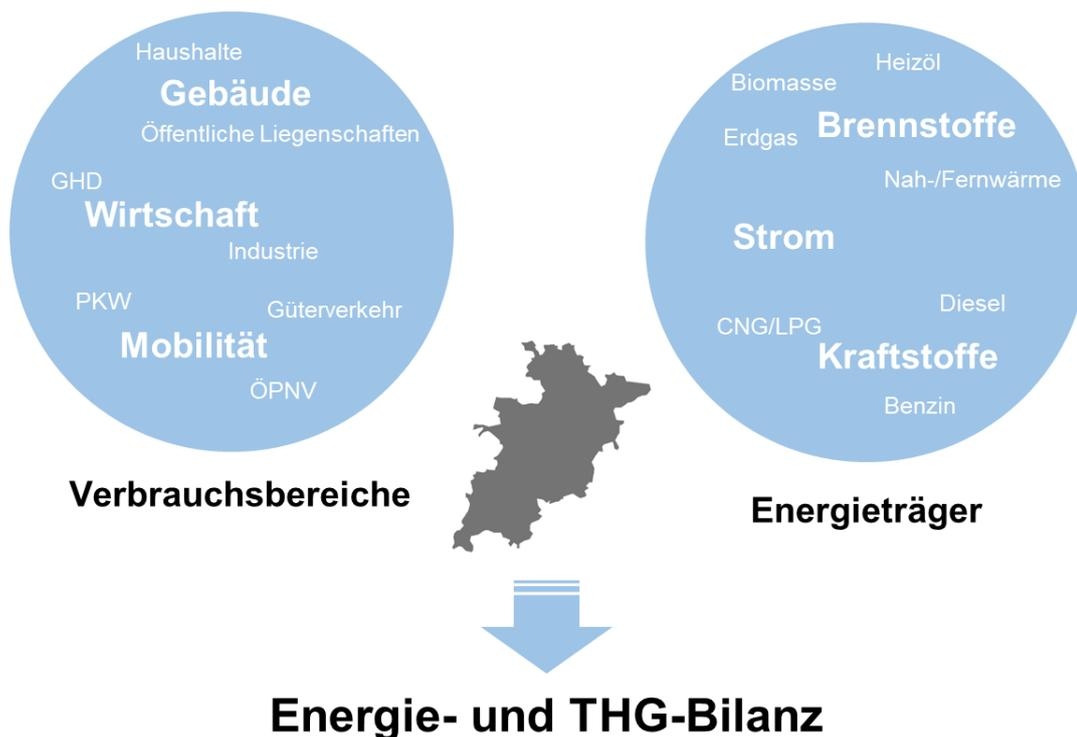 Haushalte
Gebäude
Öffentliche Liegenschaften
GHD
Wirtschaft
Industrie
PKW
Güterverkehr
Mobilität
ÖPNV
Verbrauchsbereiche
Heizöl
Biomasse
Brennstoffe
Erdgas
Nah-/Fernwärme
Strom
Diesel
CNG/LPG
Kraftstoffe
Benzin
Energieträger
Energie- und THG-Bilanz